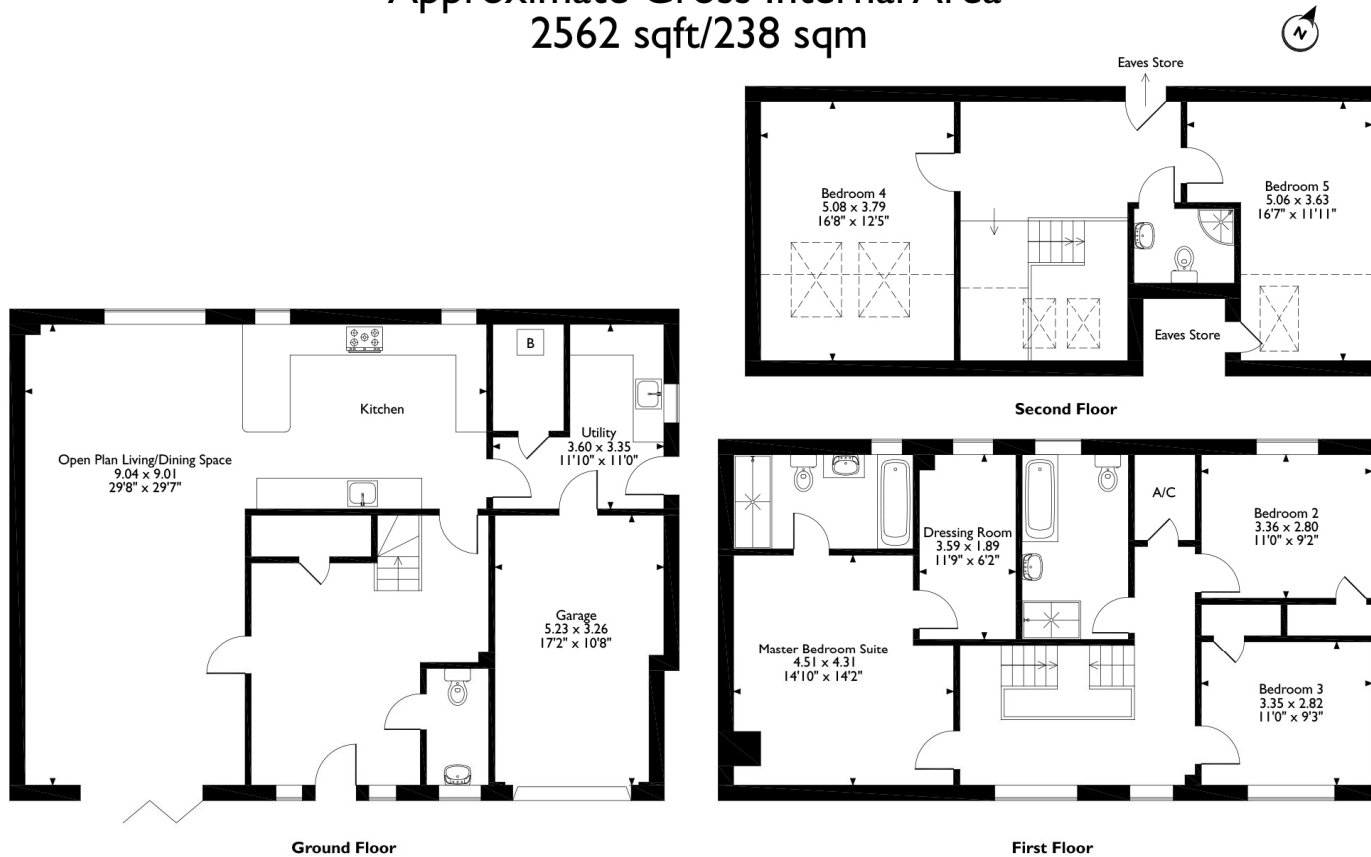 Approximate Gross Internal Area
2562 sqft/238 sqm
N
Eaves Store
Bedroom 4
5.08 x 3.79
16'8" x 12'5"
Bedroom 5
5.06 x 3.63
16'7" x 11'11"
Eaves Store
Second Floor
B
Kitchen
Utility
3.60 x 3.35
11'10" x 11'0"
Open Plan Living/Dining Space
9.04 x 9.01
29'8" x 29'7"
Garage
5.23 x 3.26
17'2" x 10'8"
Ground Floor
A/C
Dressing Room
3.59 x 1.89
11'9" x 6'2"
Bedroom 2
3.36 x 2.80
11'0" x 9'2"
Master Bedroom Suite
4.51 x 4.31
14'10" x 14'2"
Bedroom 3
3.35 x 2.82
11'0" x 9'3"
First Floor